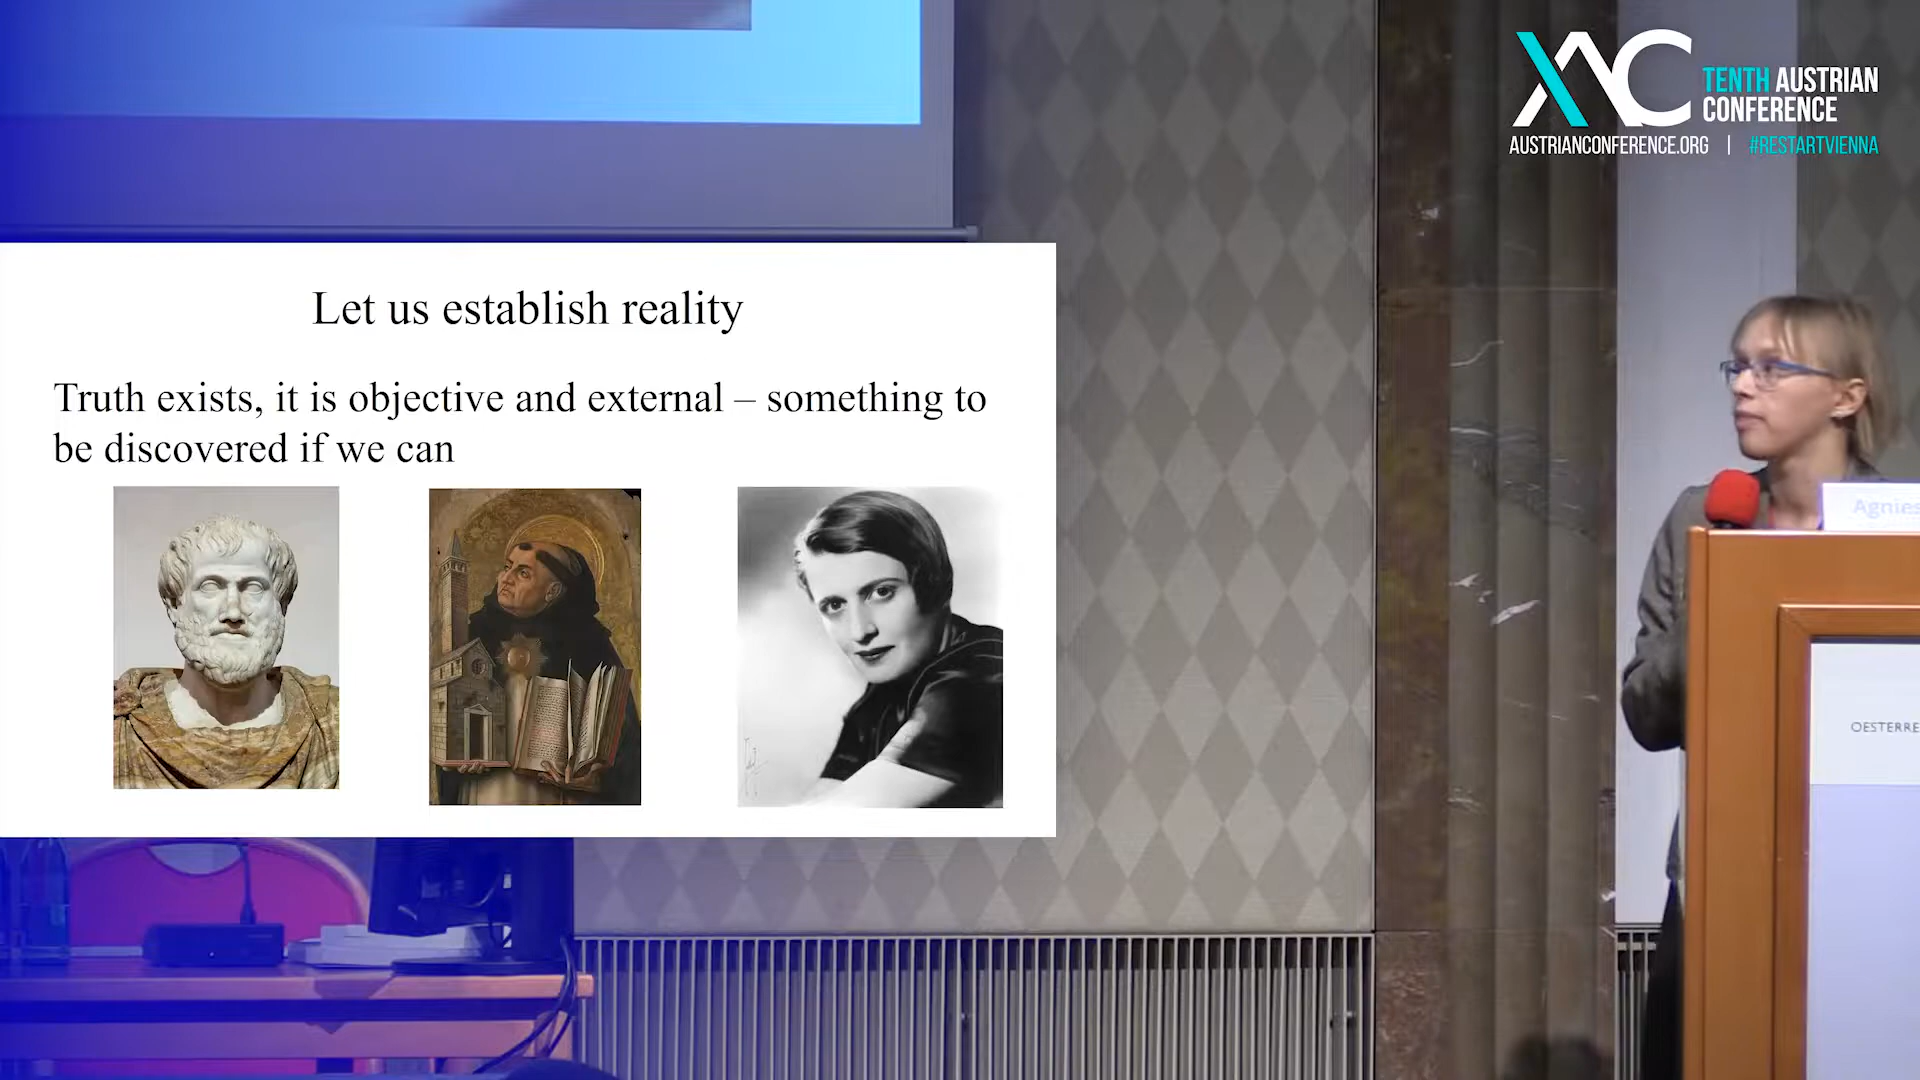 TENTH AUSTRIAN
CONFERENCE
AUSTRIANCONFERENCE.ORG | #RESTARTVIENNA
Let us establish reality
Truth exists, it is objective and external – something to
be discovered if we can
Agnies
OESTERRE